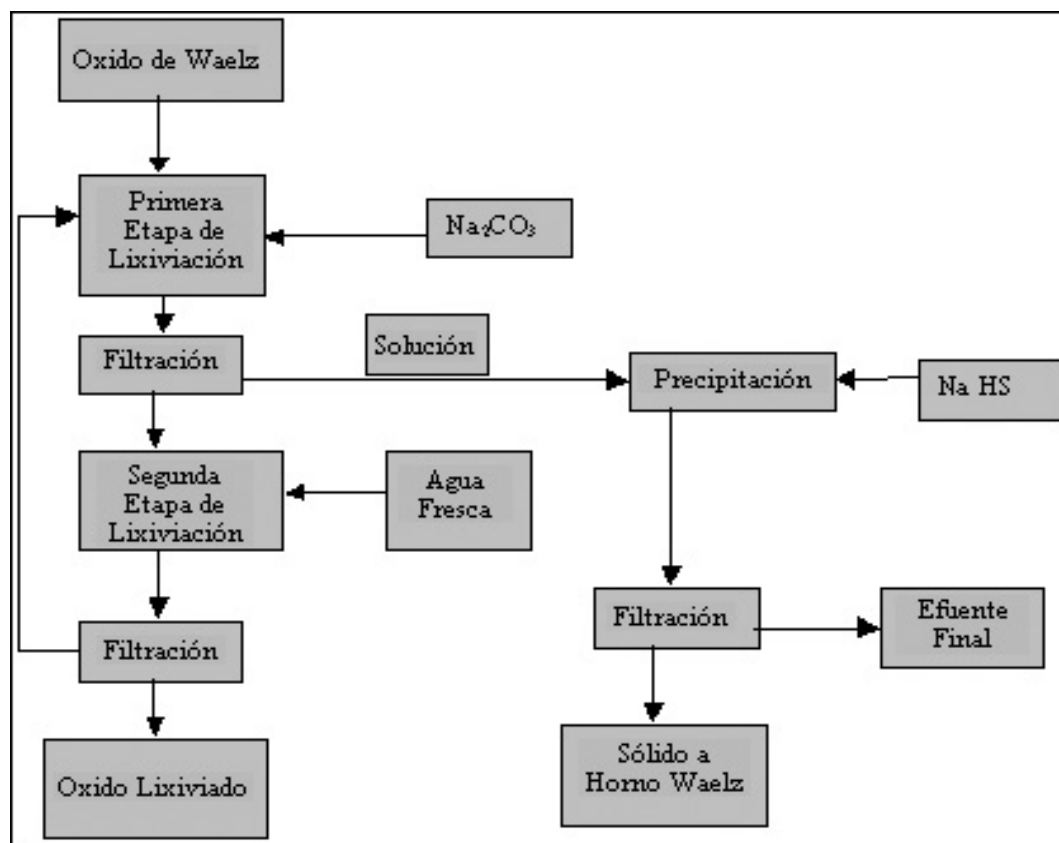 Oxido de Waelz
Primera
Etapa de
Lixiviación
Na₂CO₃
Filtración
Solución
Precipitación
Na HS
Segunda
Etapa de
Lixiviación
Agua
Fresca
Filtración
Filtración
Efuente
Final
Oxido Lixiviado
Sólido a
Horno Waelz